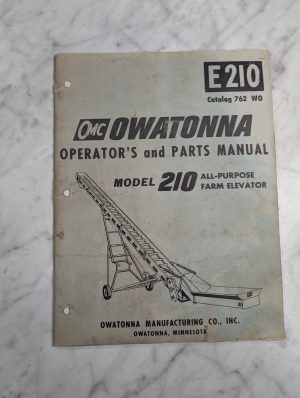 E210
Catalog 762 WO
OMC OWATONNA
OPERATOR'S and PARTS MANUAL
MODEL 210 ALL-PURPOSE
FARM ELEVATOR
OWATONNA MANUFACTURING CO., INC.
OWATONNA, MINNESOTA